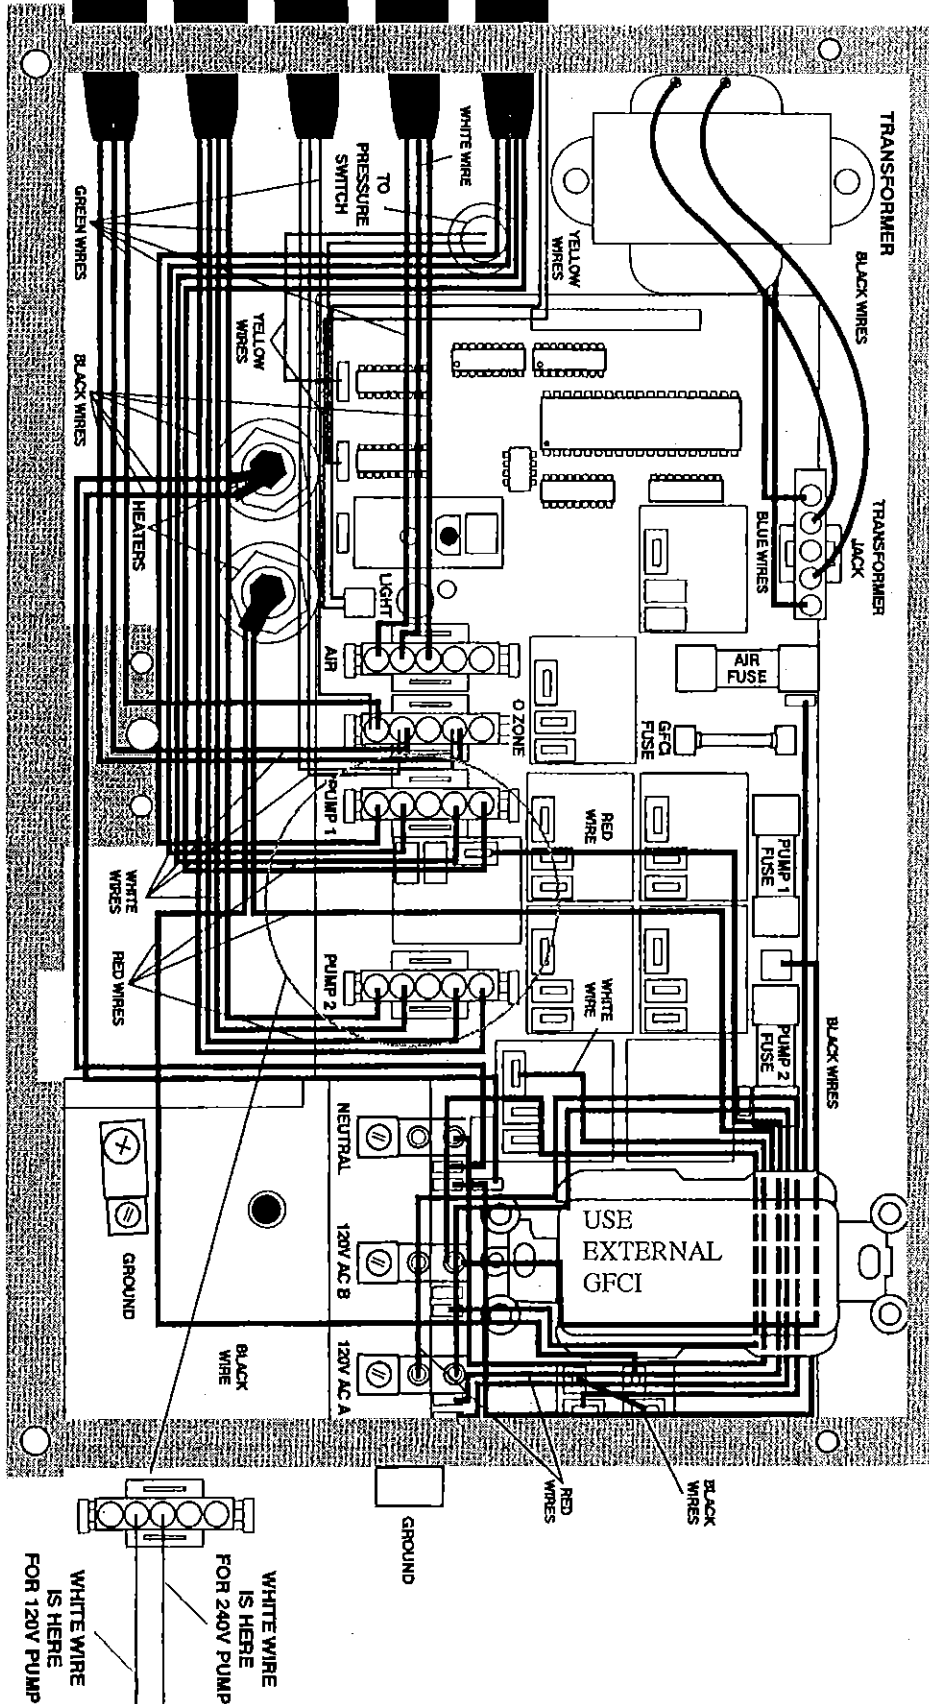 TRANSFORMER
BLACK WIRES
TRANSFORMER
JACK
BLUE WIRES
WHITE WIRE
TO
PRESSURE
SWITCH
YELLOW
WIRES
GREEN WIRES
YELLOW
WIRES
BLACK WIRES
HEATERS
LIGHT
AIR
AIR
FUSE
O ZONE
GFCI
FUSE
PUMP 1
RED
WIRE
PUMP 1
FUSE
WHITE
WIRES
RED WIRES
PUMP 2
WHITE
WIRE
PUMP 2
FUSE
BLACK WIRES
NEUTRAL
GROUND
120V AC B
USE
EXTERNAL
GFCI
BLACK
WIRE
120V AC A
RED
WIRES
BLACK
WIRES
GROUND
WHITE WIRE
IS HERE
FOR 240V PUMP
WHITE WIRE
IS HERE
FOR 120V PUMP